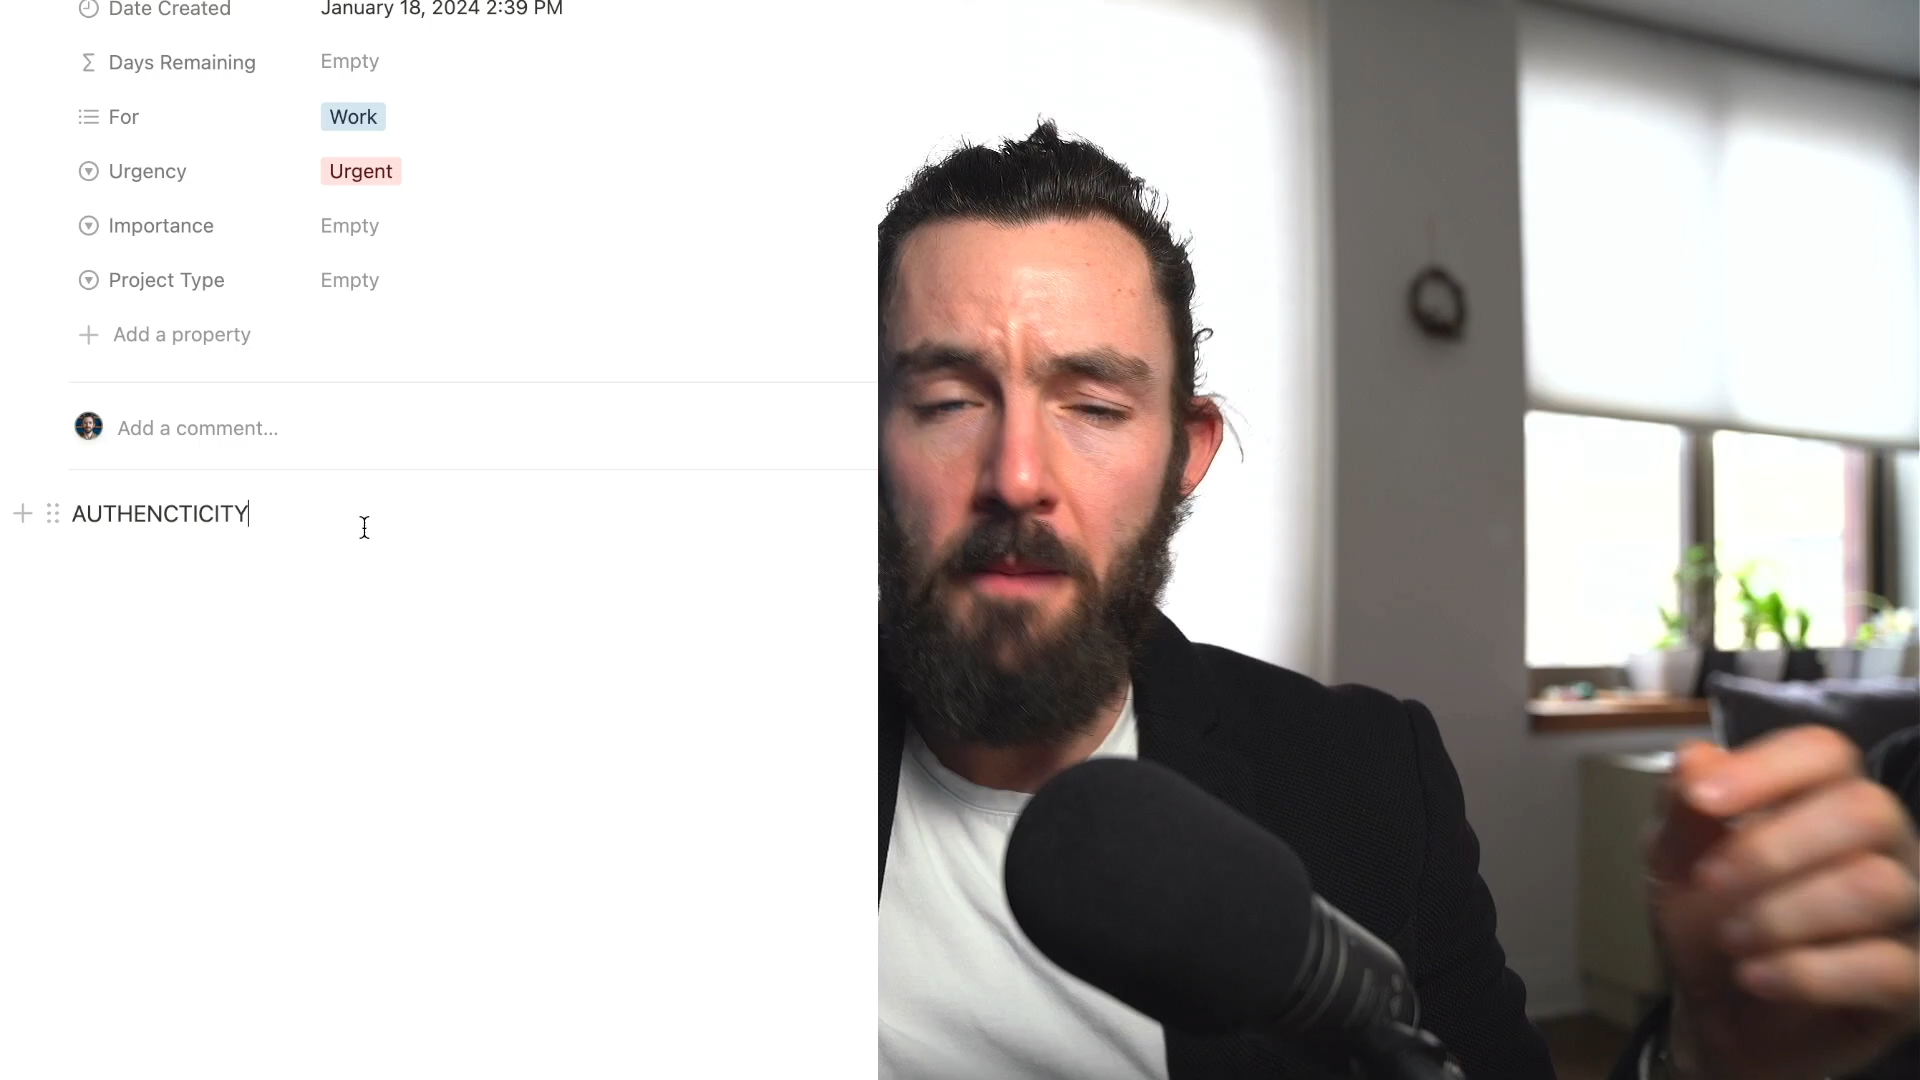 Date Created January 18, 2024 2:39 PM
Days Remaining Empty
For Work
Urgency Urgent
Importance Empty
Project Type Empty
Add a property
Add a comment...
AUTHENCTICITY